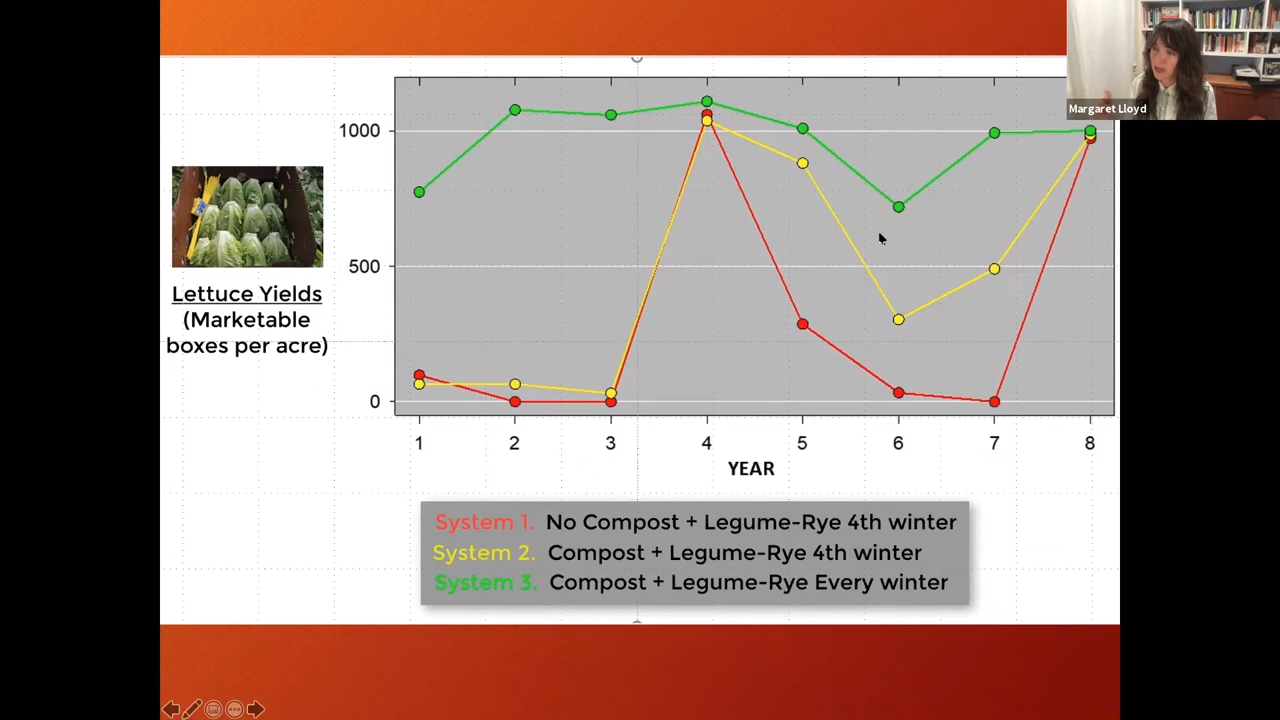 Margaret Lloyd
1000
500
0
Lettuce Yields
(Marketable
boxes per acre)
1 2 3 4 5 6 7 8
YEAR
System 1. No Compost + Legume-Rye 4th winter
System 2. Compost + Legume-Rye 4th winter
System 3. Compost + Legume-Rye Every winter